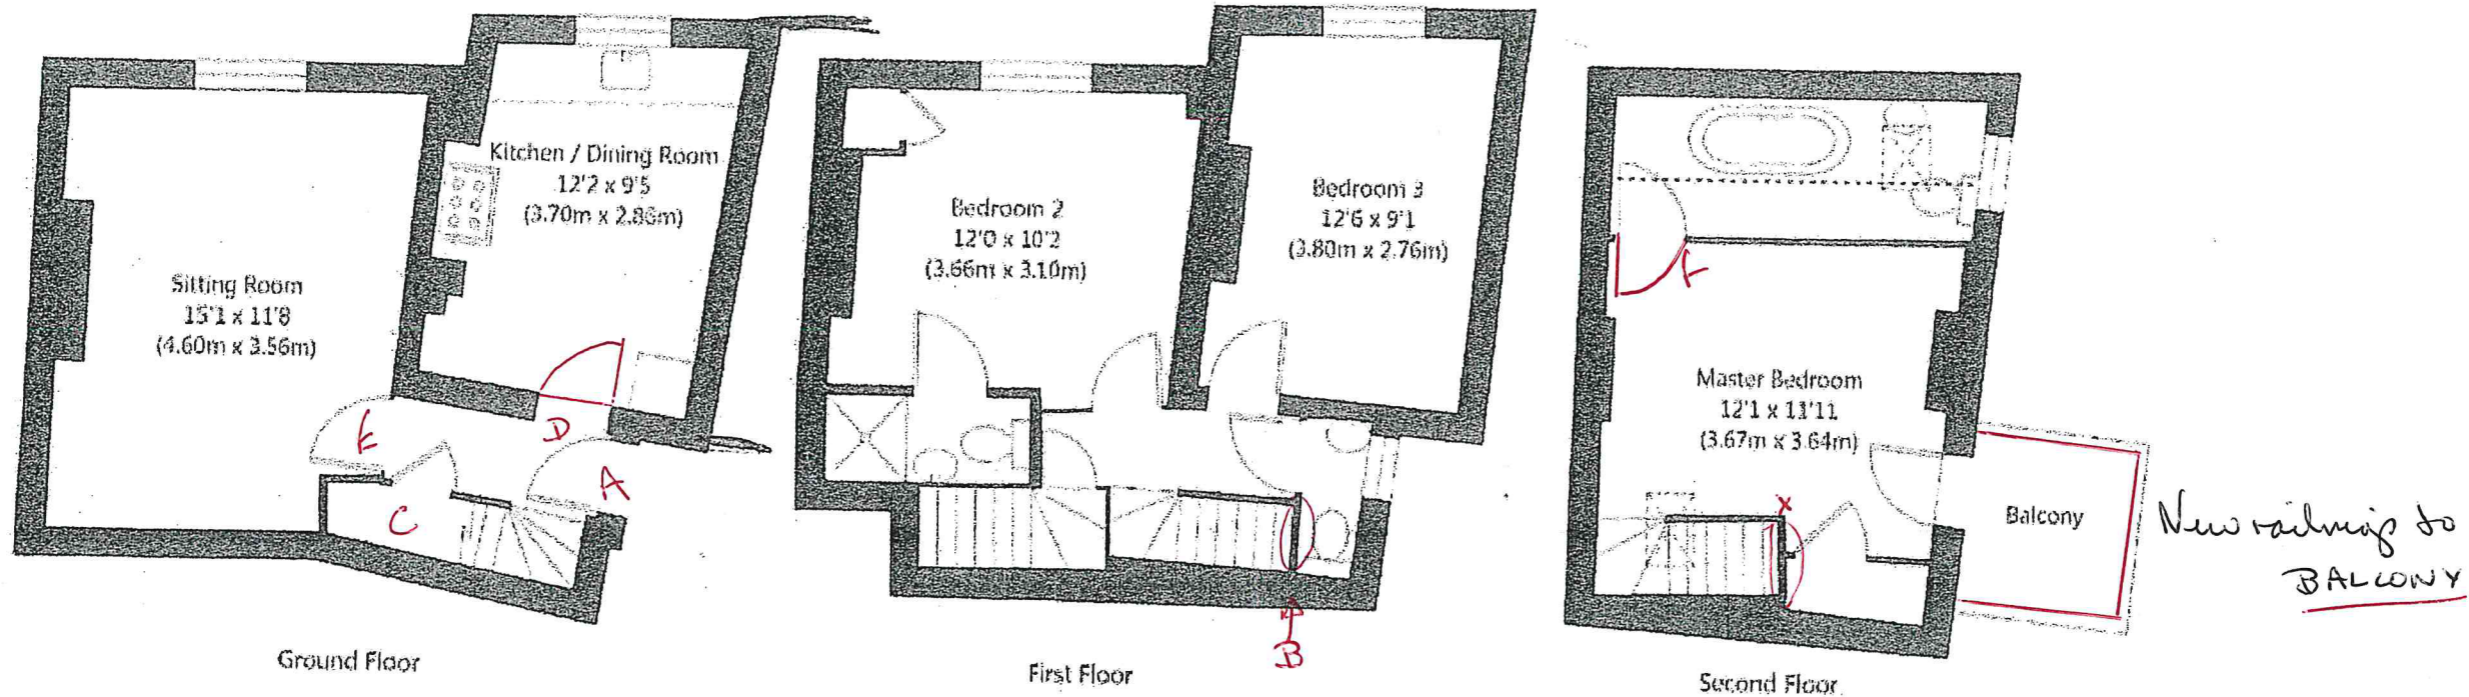 Kitchen / Dining Room
12'2 x 9'5
(3.70m x 2.86m)
Sitting Room
15'1 x 11'8
(4.60m x 3.56m)
E
D
A
C
Ground Floor
Bedroom 2
12'0 x 10'2
(3.66m x 3.10m)
Bedroom 3
12'6 x 9'1
(3.80m x 2.76m)
B
First Floor
F
Master Bedroom
12'1 x 11'11
(3.67m x 3.64m)
X
Balcony
New railings to
BALCONY
Second Floor